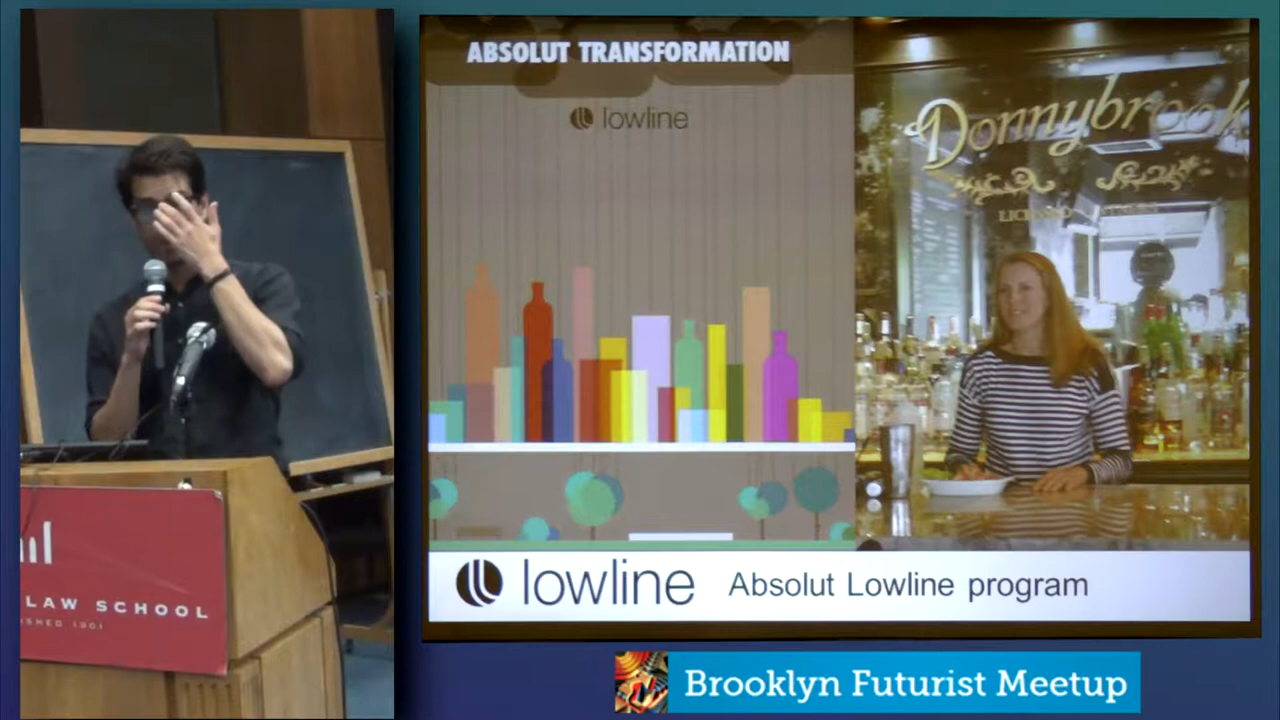 ABSOLUT TRANSFORMATION
lowline
Donnybrook
LAW SCHOOL
lowline Absolut Lowline program
Brooklyn Futurist Meetup